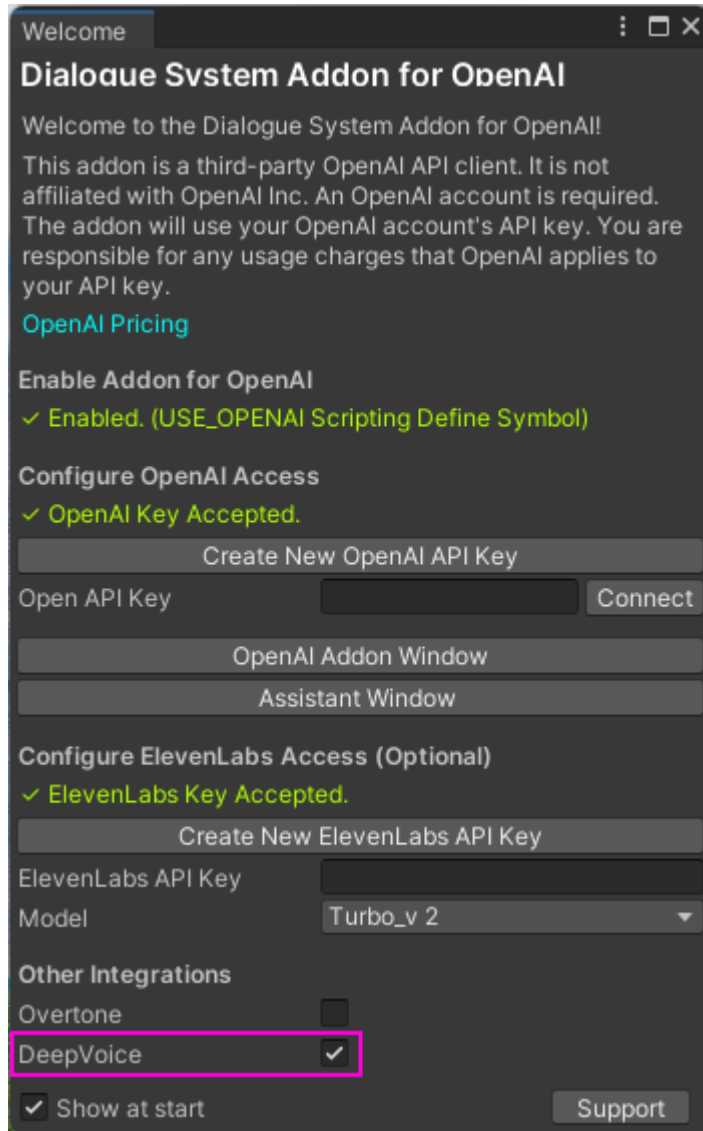 Welcome
Dialogue System Addon for OpenAI
Welcome to the Dialogue System Addon for OpenAI!
This addon is a third-party OpenAI API client. It is not
affiliated with OpenAI Inc. An OpenAI account is required.
The addon will use your OpenAI account's API key. You are
responsible for any usage charges that OpenAI applies to
your API key.
OpenAI Pricing
Enable Addon for OpenAI
✓ Enabled. (USE_OPENAI Scripting Define Symbol)
Configure OpenAI Access
✓ OpenAI Key Accepted.
Create New OpenAI API Key
Open API Key Connect
OpenAI Addon Window
Assistant Window
Configure ElevenLabs Access (Optional)
✓ ElevenLabs Key Accepted.
Create New ElevenLabs API Key
ElevenLabs API Key
Model Turbo_v 2
Other Integrations
Overtone
DeepVoice
Show at start Support